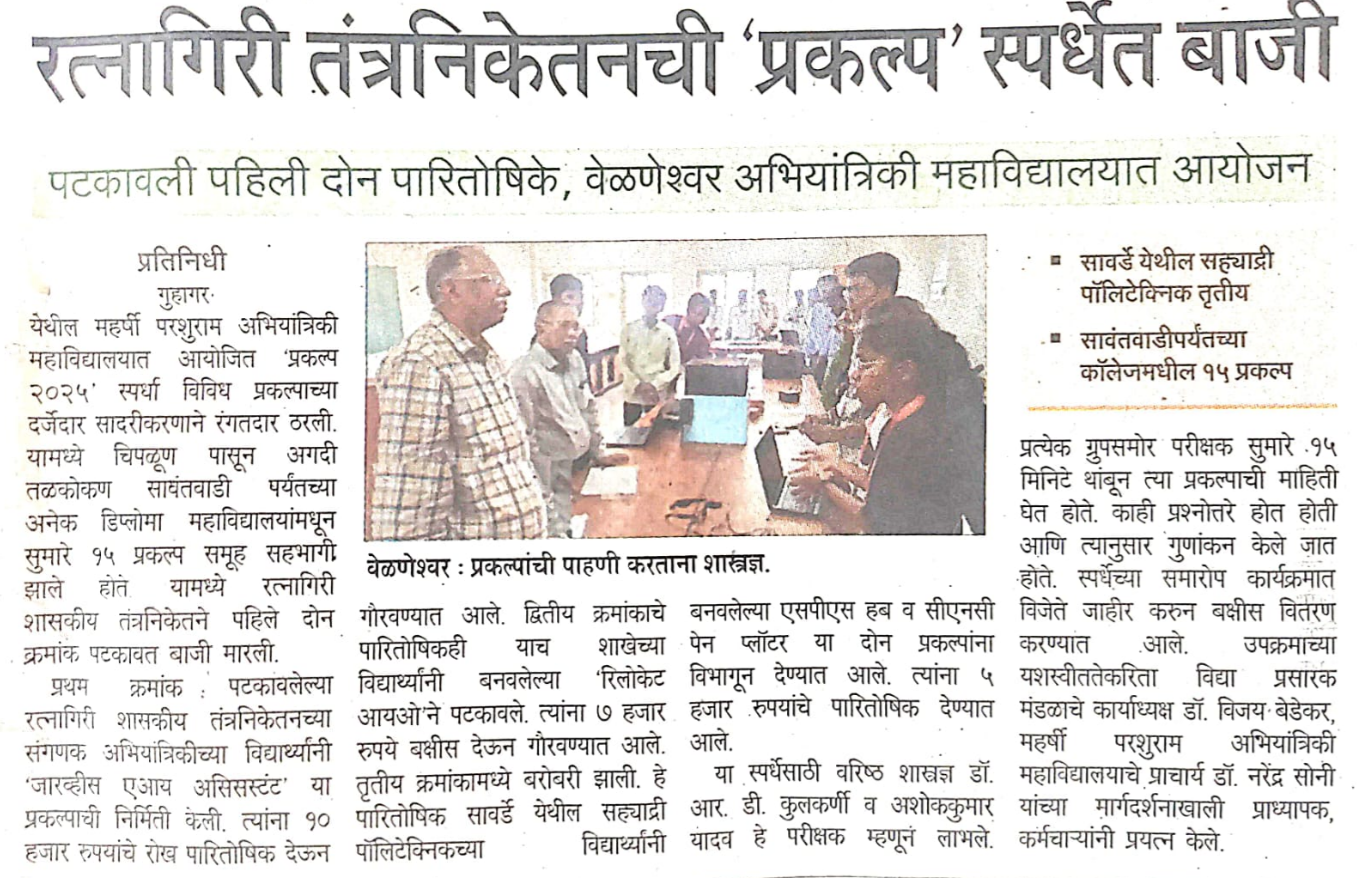 रत्नागिरी तंत्रनिकेतनची ‘प्रकल्प’ स्पर्धेत बाजी
पटकावली पहिली दोन पारितोषिके, वेळणेश्वर अभियांत्रिकी महाविद्यालयात आयोजन
प्रतिनिधी
गुहागर
येथील महर्षी परशुराम अभियांत्रिकी
महाविद्यालयात आयोजित ‘प्रकल्प
२०२५’ स्पर्धा विविध प्रकल्पाच्या
दर्जेदार सादरीकरणाने रंगतदार ठरली.
यामध्ये चिपळूण पासून अगदी
तळकोकण सावंतवाडी पर्यंतच्या
अनेक डिप्लोमा महाविद्यालयांमधून
सुमारे १५ प्रकल्प समूह सहभागी
झाले होते. यामध्ये रत्नागिरी
शासकीय तंत्रनिकेतने पहिले दोन
क्रमांक पटकावत बाजी मारली.
प्रथम क्रमांक : पटकावलेल्या
रत्नागिरी शासकीय तंत्रनिकेतनच्या
संगणक अभियांत्रिकीच्या विद्यार्थ्यांनी
‘जारव्हीस एआय असिसस्टंट’ या
प्रकल्पाची निर्मिती केली. त्यांना १०
हजार रुपयांचे रोख पारितोषिक देऊन
वेळणेश्वर : प्रकल्पांची पाहणी करताना शास्त्रज्ञ.
गौरवण्यात आले. द्वितीय क्रमांकाचे
पारितोषिकही याच शाखेच्या
विद्यार्थ्यांनी बनवलेल्या ‘रिलोकेट
आयओ’ने पटकावले. त्यांना ७ हजार
रुपये बक्षीस देऊन गौरवण्यात आले.
तृतीय क्रमांकामध्ये बरोबरी झाली. हे
पारितोषिक सावर्डे येथील सह्याद्री
पॉलिटेक्निकच्या विद्यार्थ्यांनी
बनवलेल्या एसपीएस हब व सीएनसी
पेन प्लॉटर या दोन प्रकल्पांना
विभागून देण्यात आले. त्यांना ५
हजार रुपयांचे पारितोषिक देण्यात
आले.
या स्पर्धेसाठी वरिष्ठ शास्त्रज्ञ डॉ.
आर. डी. कुलकर्णी व अशोककुमार
यादव हे परीक्षक म्हणून लाभले.
▪ सावर्डे येथील सह्याद्री
पॉलिटेक्निक तृतीय
▪ सावंतवाडीपर्यंतच्या
कॉलेजमधील १५ प्रकल्प
प्रत्येक ग्रुपसमोर परीक्षक सुमारे १५
मिनिटे थांबून त्या प्रकल्पाची माहिती
घेत होते. काही प्रश्नोतरे होत होती
आणि त्यानुसार गुणांकन केले जात
होते. स्पर्धेच्या समारोप कार्यक्रमात
विजेते जाहीर करुन बक्षीस वितरण
करण्यात आले. उपक्रमाच्या
यशस्वीततेकरिता विद्या प्रसारक
मंडळाचे कार्याध्यक्ष डॉ. विजय बेडेकर,
महर्षी परशुराम अभियांत्रिकी
महाविद्यालयाचे प्राचार्य डॉ. नरेंद्र सोनी
यांच्या मार्गदर्शनाखाली प्राध्यापक,
कर्मचाऱ्यांनी प्रयत्न केले.